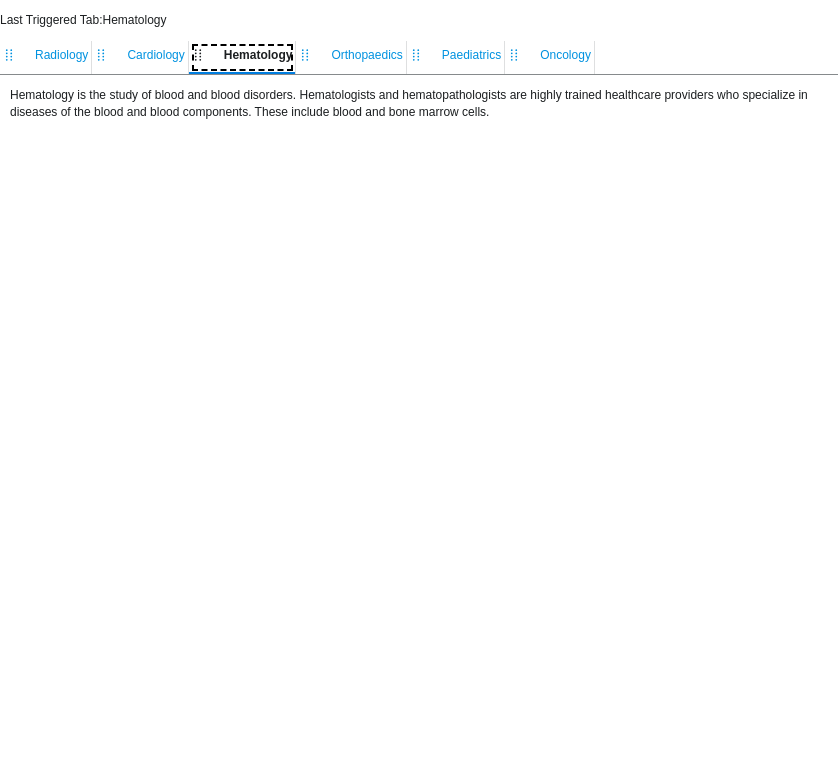 Last Triggered Tab:Hematology
Radiology Cardiology Hematology Orthopaedics Paediatrics Oncology
Hematology is the study of blood and blood disorders. Hematologists and hematopathologists are highly trained healthcare providers who specialize in
diseases of the blood and blood components. These include blood and bone marrow cells.